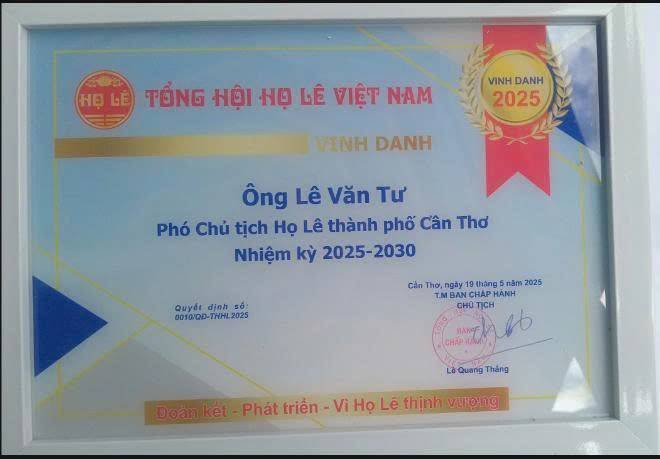 HỌ LÊ
TỔNG HỘI HỌ LÊ VIỆT NAM
VINH DANH
2025
VINH DANH
Ông Lê Văn Tư
Phó Chủ tịch Họ Lê thành phố Cần Thơ
Nhiệm kỳ 2025-2030
Cần Thơ, ngày 19 tháng 5 năm 2025
T.M BAN CHẤP HÀNH
CHỦ TỊCH
Quyết định số:
0010/QĐ-THHL2025
BAN
CHẤP HÀNH
Lê Quang Thắng
Đoàn kết - Phát triển - Vì Họ Lê thịnh vượng